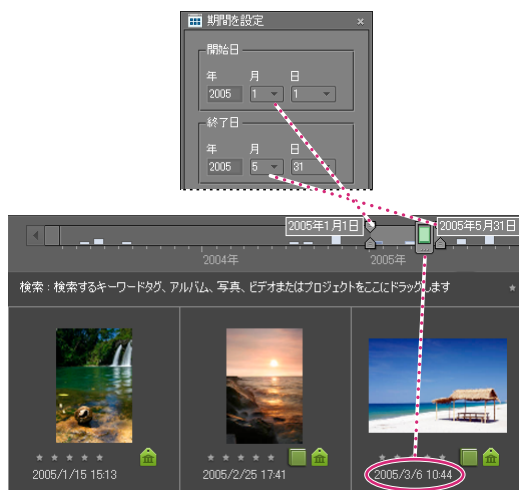 期間を設定
開始日
年 月 日
2005 1 1
終了日
年 月 日
2005 5 31
2005年1月1日 2005年5月31日
2004年 2005年
検索 : 検索するキーワードタグ、アルバム、写真、ビデオまたはプロジェクトをここにドラッグします
2005/1/15 15:13 2005/2/25 17:41 2005/3/6 10:44